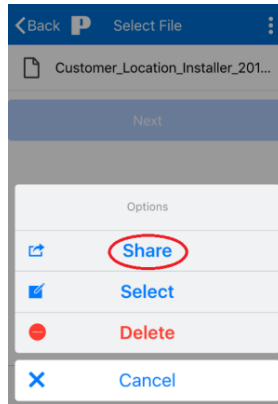 Back P Select File
Customer_Location_Installer_201...
Next
Options
Share
Select
Delete
Cancel